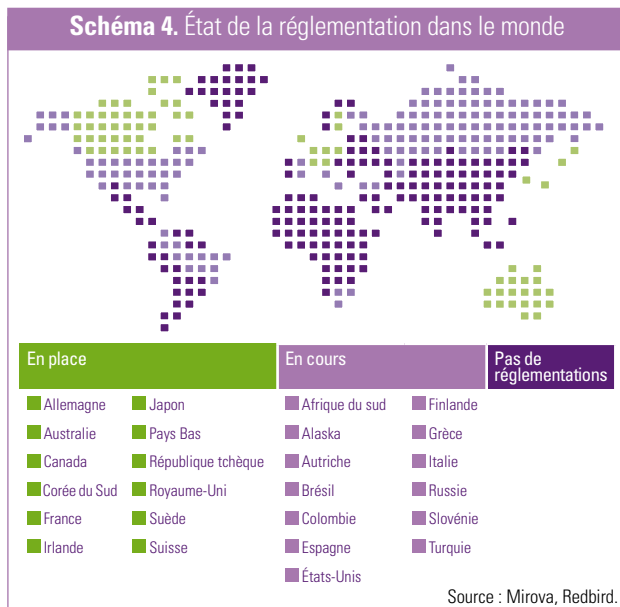 Schéma 4. État de la réglementation dans le monde
En place
Allemagne
Australie
Canada
Corée du Sud
France
Irlande
Japon
Pays Bas
République tchèque
Royaume-Uni
Suède
Suisse
En cours
Afrique du sud
Alaska
Autriche
Brésil
Colombie
Espagne
États-Unis
Finlande
Grèce
Italie
Russie
Slovénie
Turquie
Pas de
réglementations
Source : Mirova, Redbird.